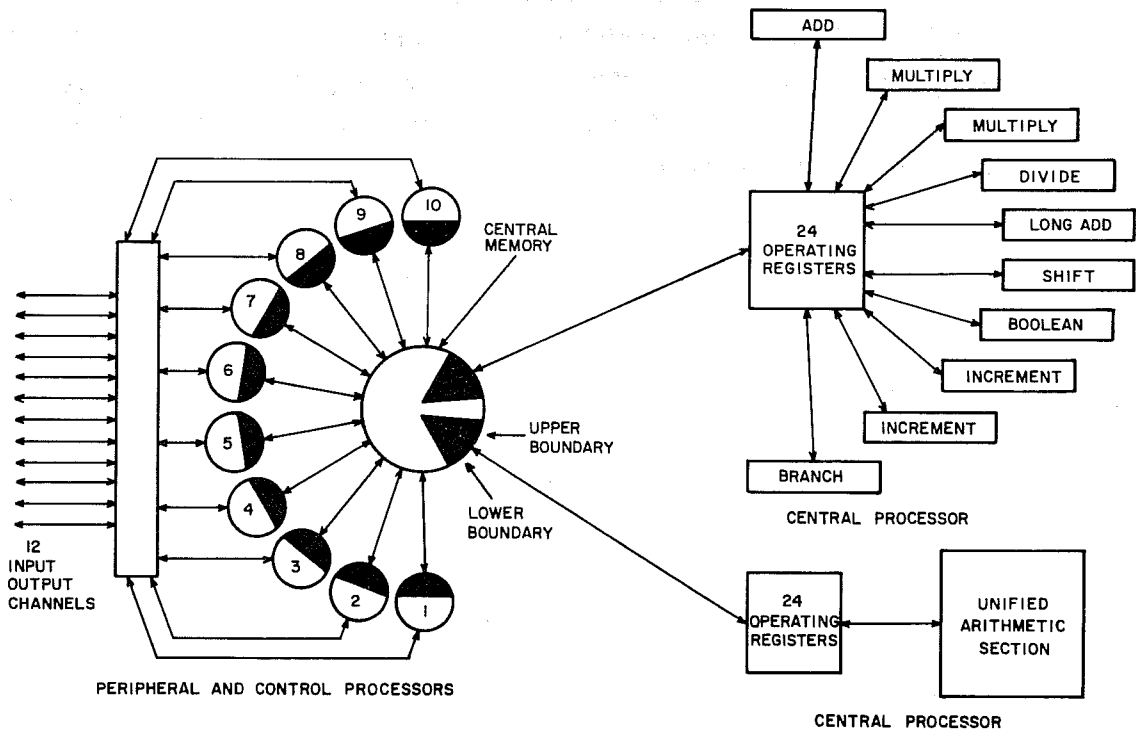 ADD
MULTIPLY
MULTIPLY
DIVIDE
LONG ADD
SHIFT
BOOLEAN
INCREMENT
INCREMENT
BRANCH
24
OPERATING
REGISTERS
CENTRAL PROCESSOR
CENTRAL
MEMORY
10
9
8
7
6
5
4
3
2
1
UPPER
BOUNDARY
LOWER
BOUNDARY
12
INPUT
OUTPUT
CHANNELS
PERIPHERAL AND CONTROL PROCESSORS
24
OPERATING
REGISTERS
UNIFIED
ARITHMETIC
SECTION
CENTRAL PROCESSOR